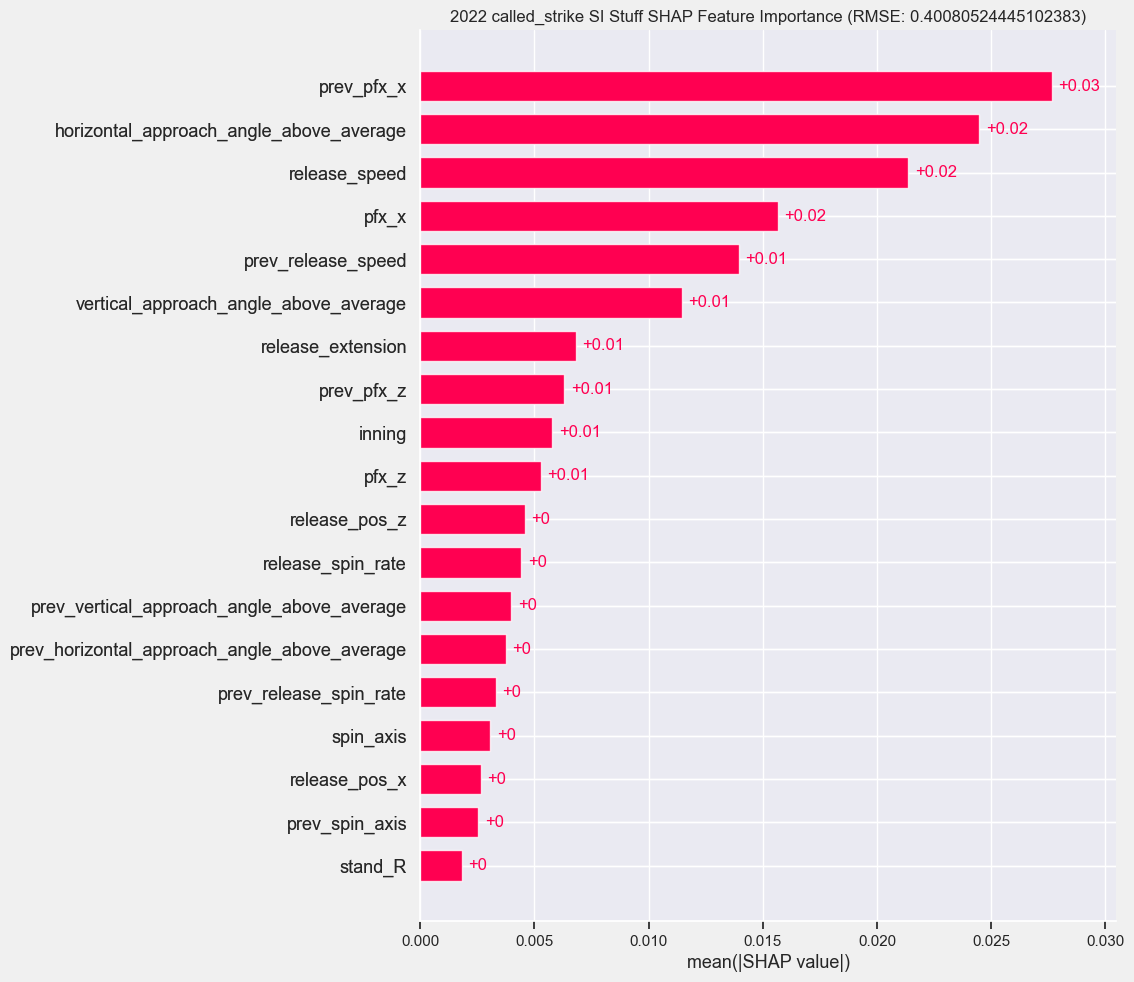 2022 called_strike SI Stuff SHAP Feature Importance (RMSE: 0.40080524445102383)
prev_pfx_x +0.03
horizontal_approach_angle_above_average +0.02
release_speed +0.02
pfx_x +0.02
prev_release_speed +0.01
vertical_approach_angle_above_average +0.01
release_extension +0.01
prev_pfx_z +0.01
inning +0.01
pfx_z +0.01
release_pos_z +0
release_spin_rate +0
prev_vertical_approach_angle_above_average +0
prev_horizontal_approach_angle_above_average +0
prev_release_spin_rate +0
spin_axis +0
release_pos_x +0
prev_spin_axis +0
stand_R +0
0.000 0.005 0.010 0.015 0.020 0.025 0.030
mean(|SHAP value|)